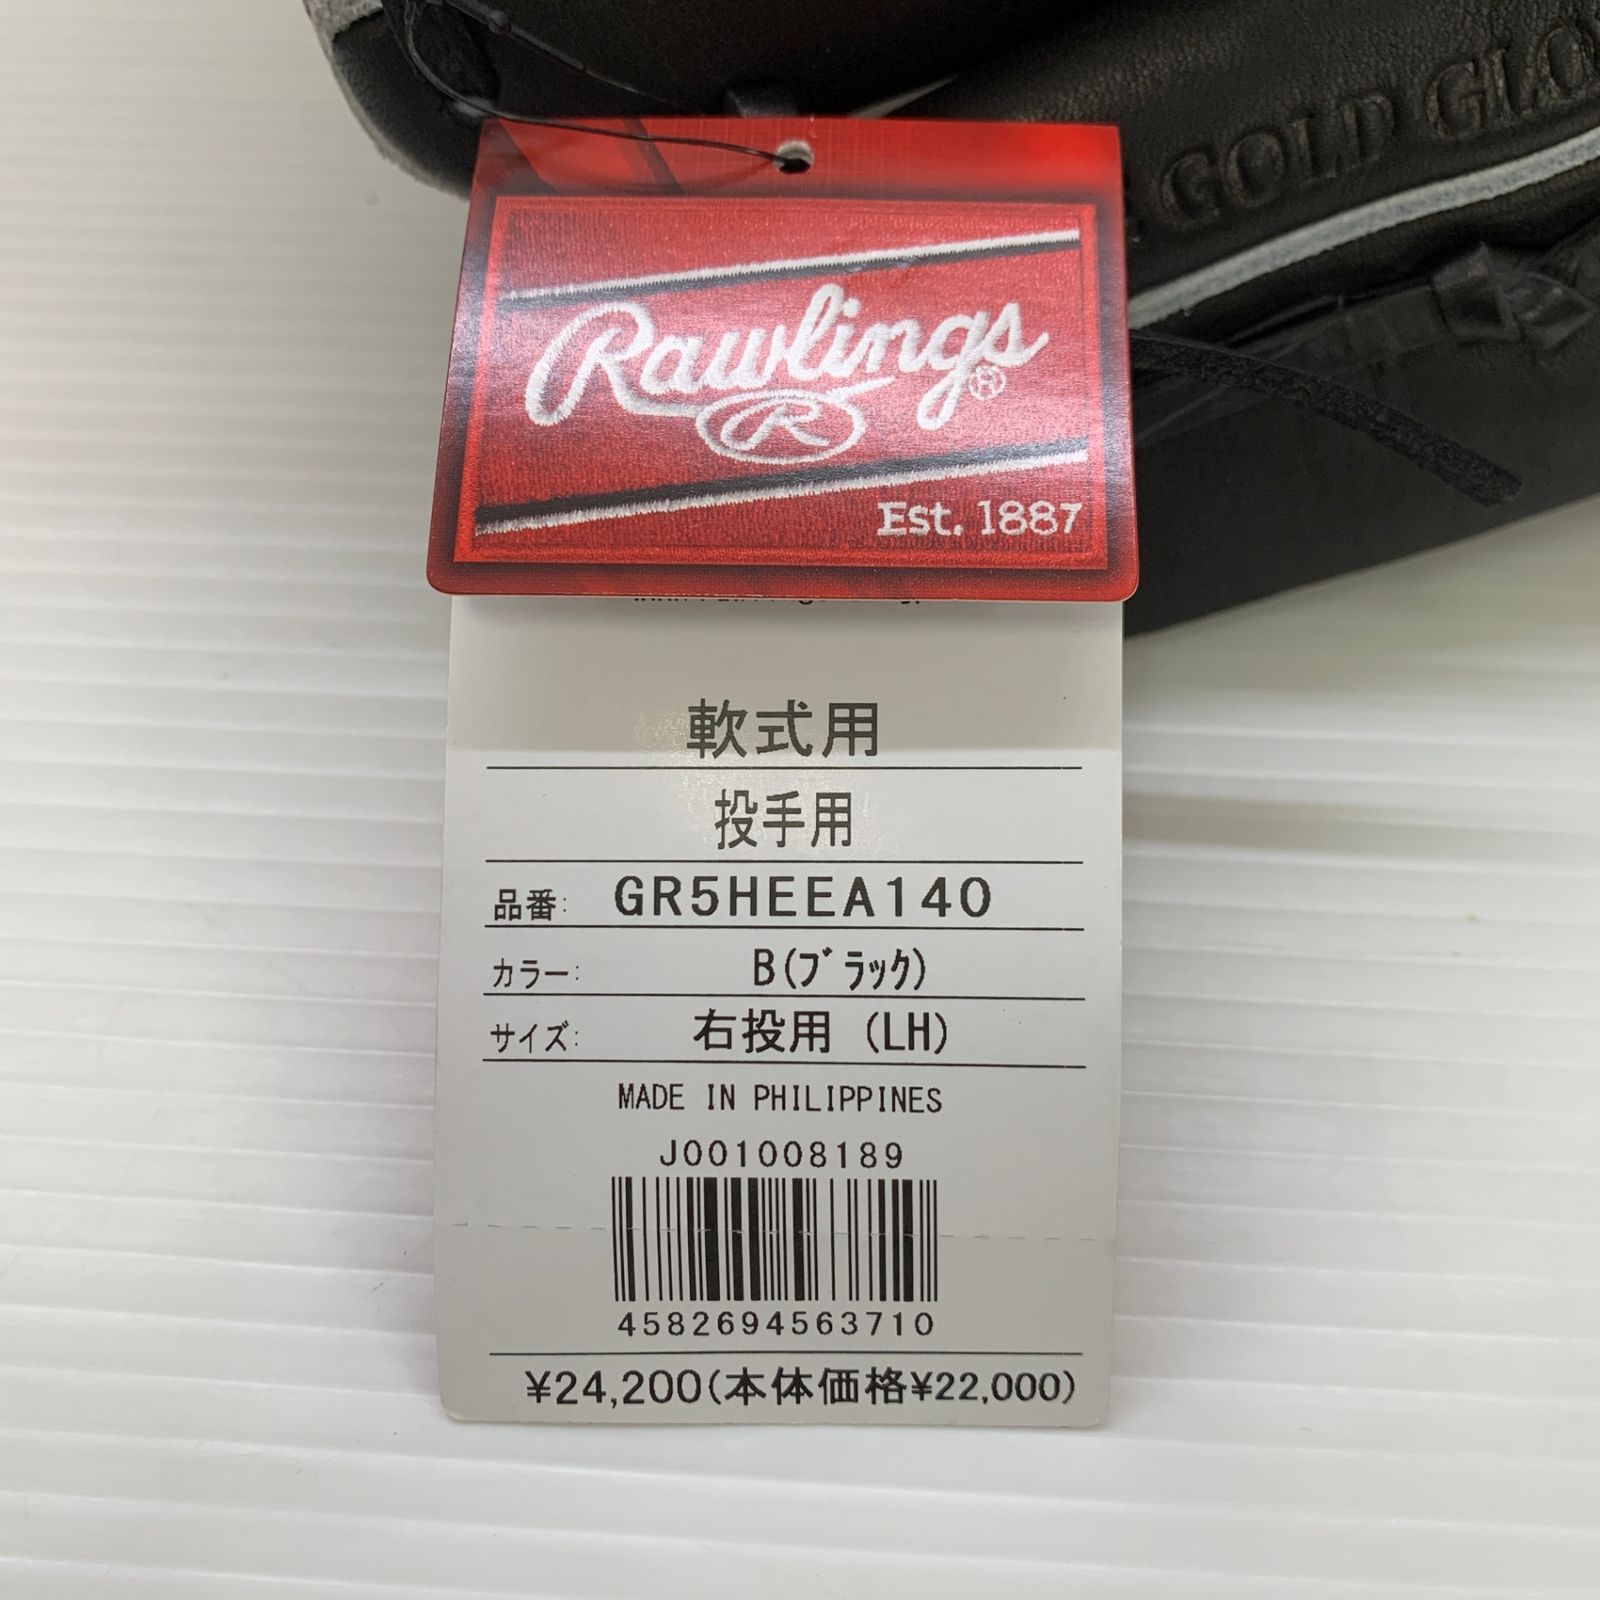 GOLD GLO
Rawlings®
R
Est. 1887
軟式用
投手用
品番: GR5HEEA140
カラー: B(ブラック)
サイズ: 右投用 (LH)
MADE IN PHILIPPINES
J001008189
4582694563710
¥24,200(本体価格¥22,000)